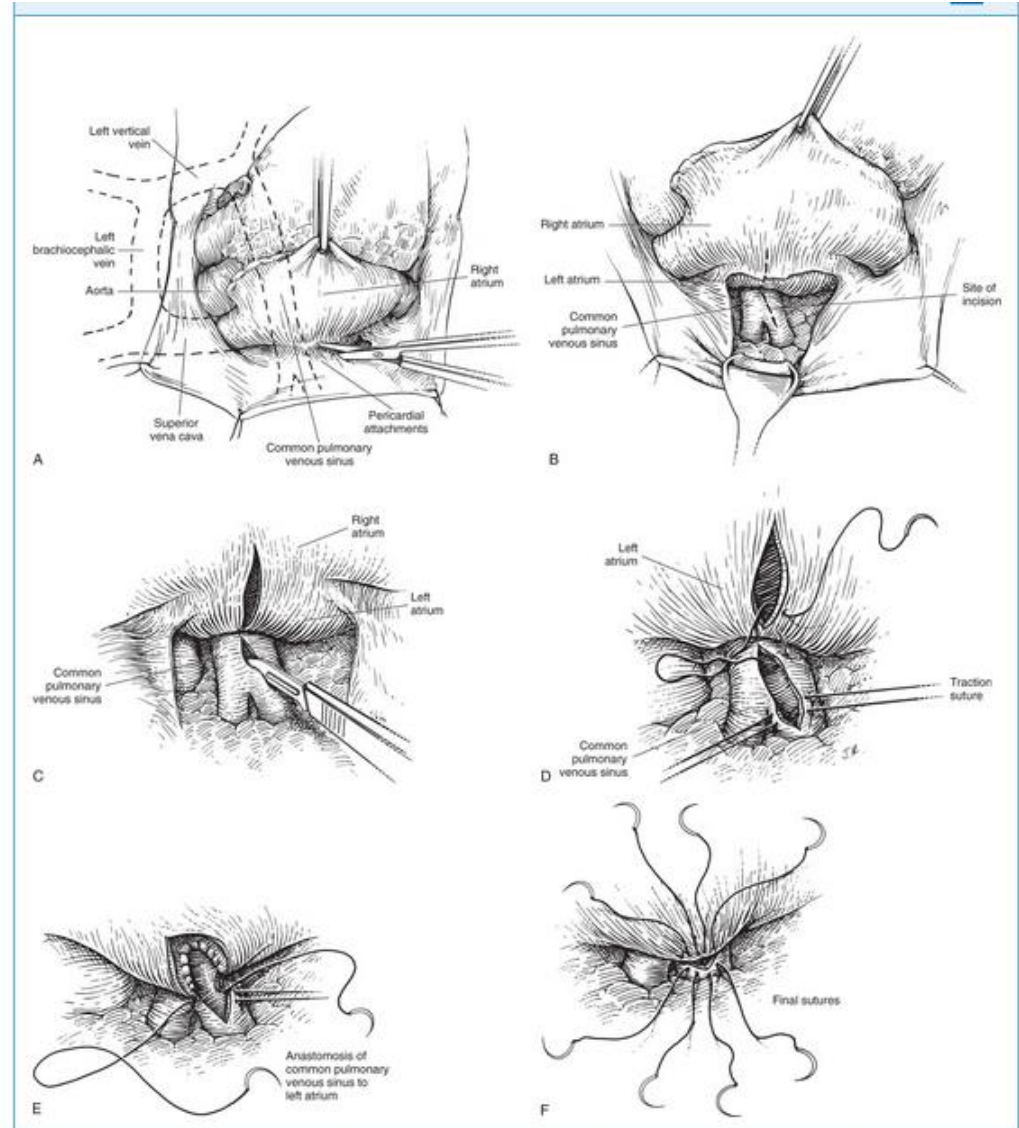 Left vertical
vein
Left
brachiocephalic
vein
Aorta
Right
atrium
Superior
vena cava
Pericardial
attachments
Common pulmonary
venous sinus
A
Right atrium
Left atrium
Common
pulmonary
venous sinus
Site of
incision
B
Right
atrium
Left
atrium
Common
pulmonary
venous sinus
C
Left
atrium
Traction
suture
Common
pulmonary
venous sinus
J.R.
D
Anastomosis of
common pulmonary
venous sinus to
left atrium
E
Final sutures
F